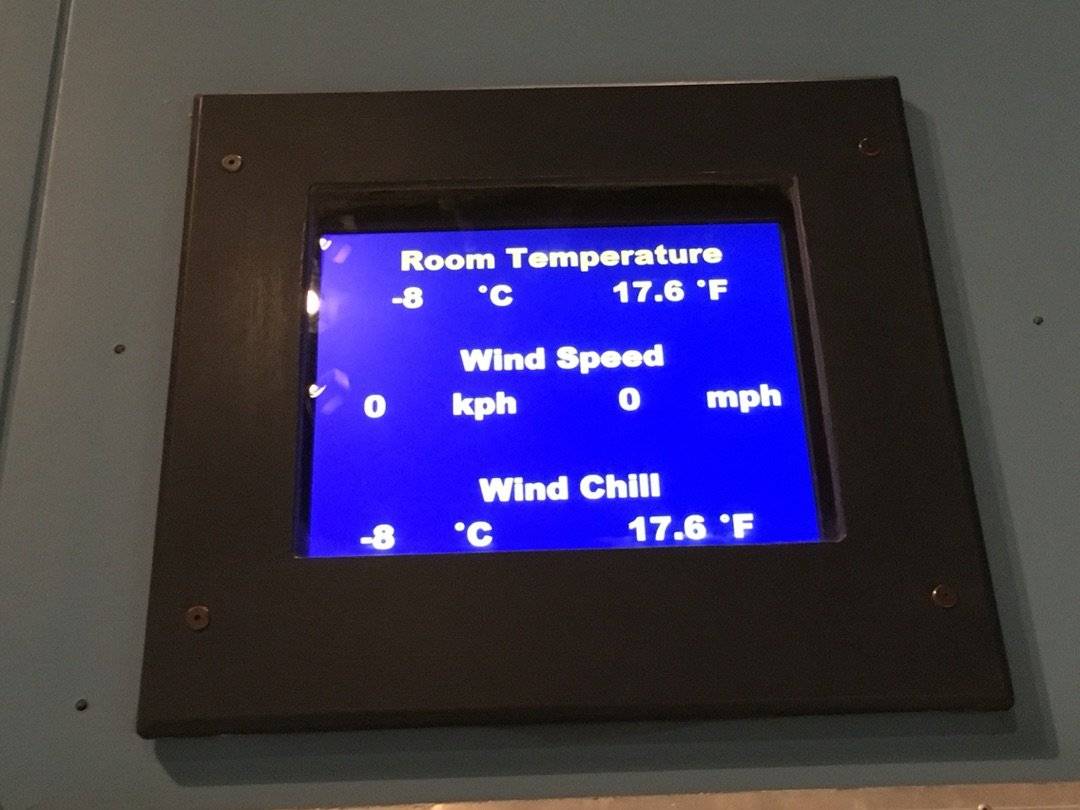 Room Temperature
-8 °C 17.6 °F
Wind Speed
0 kph 0 mph
Wind Chill
-8 °C 17.6 °F